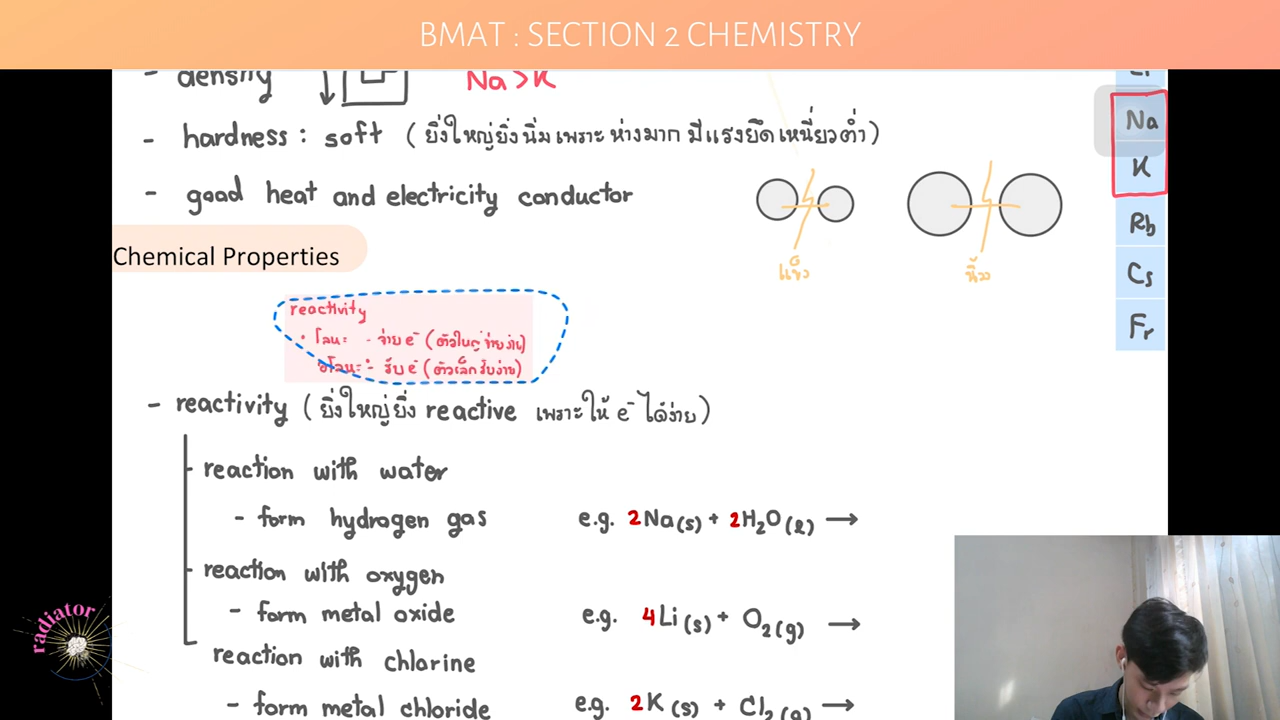 BMAT : SECTION 2 CHEMISTRY
- density Na > K
- hardness : soft ( ยิ่งใหญ่ยิ่งนิ่ม เพราะ ห่างมาก มีแรงยึดเหนี่ยวต่ำ )
- good heat and electricity conductor
แข็ง
นิ่ม
Na
K
Rb
Cs
Fr
Chemical Properties
reactivity
• โลหะ - จ่าย e⁻ ( ตัวใหญ่จ่ายง่าย )
อโลหะ - รับ e⁻ ( ตัวเล็กรับง่าย )
- reactivity ( ยิ่งใหญ่ยิ่ง reactive เพราะให้ e⁻ ได้ง่าย )
- reaction with water
- form hydrogen gas e.g. 2Na(s) + 2H₂O(l) →
- reaction with oxygen
- form metal oxide e.g. 4Li(s) + O₂(g) →
reaction with chlorine
- form metal chloride e.g. 2K(s) + Cl₂(g) →
radiator